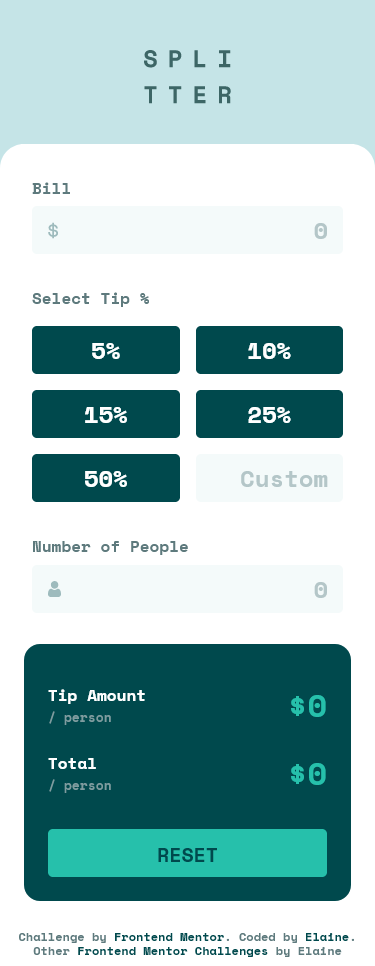 SPLI
TTER
Bill
$ 0
Select Tip %
5% 10%
15% 25%
50% Custom
Number of People
0
Tip Amount
/ person
$0
Total
/ person
$0
RESET
Challenge by Frontend Mentor. Coded by Elaine.
Other Frontend Mentor Challenges by Elaine